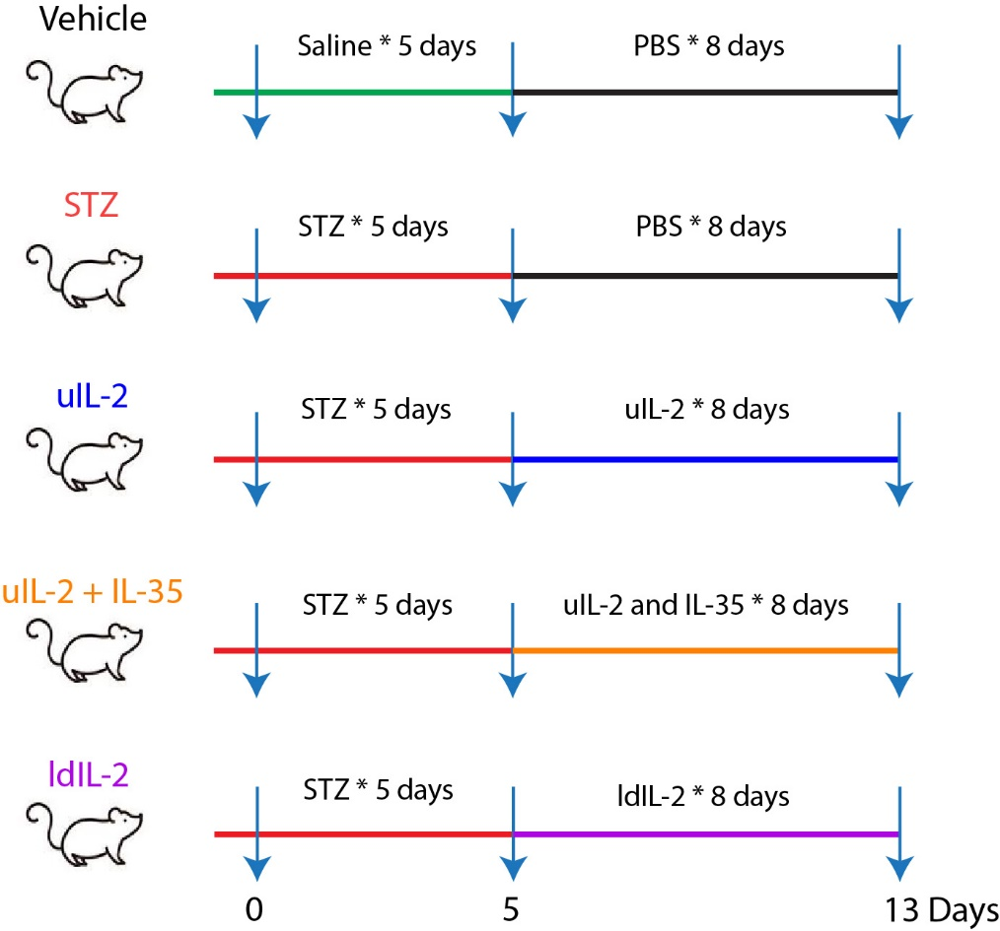 Vehicle
Saline * 5 days
PBS * 8 days
STZ
STZ * 5 days
PBS * 8 days
uIL-2
STZ * 5 days
uIL-2 * 8 days
uIL-2 + IL-35
STZ * 5 days
uIL-2 and IL-35 * 8 days
ldIL-2
STZ * 5 days
ldIL-2 * 8 days
0
5
13 Days